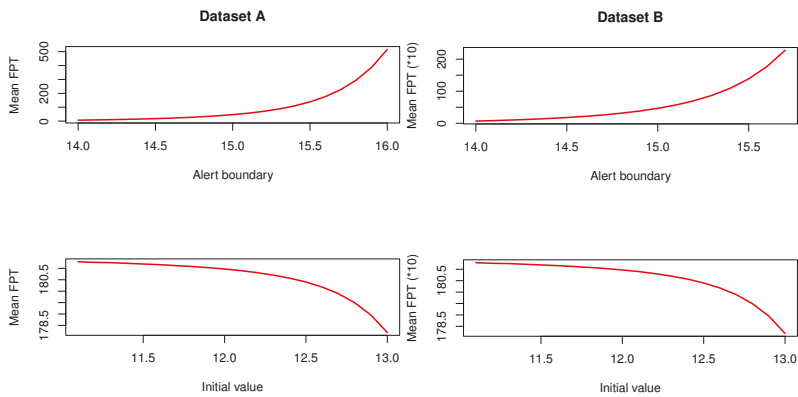 Dataset A
Mean FPT
0
200
500
14.0 14.5 15.0 15.5 16.0
Alert boundary
Dataset B
Mean FPT (*10)
0
100
200
14.0 14.5 15.0 15.5
Alert boundary
Mean FPT
178.5
180.5
11.5 12.0 12.5 13.0
Initial value
Mean FPT (*10)
178.5
180.5
11.5 12.0 12.5 13.0
Initial value